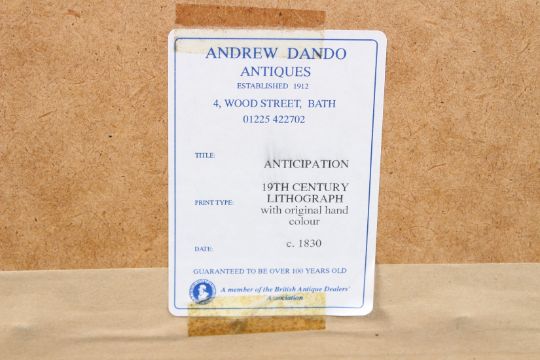 ANDREW DANDO
ANTIQUES
ESTABLISHED 1912
4, WOOD STREET, BATH
01225 422702
TITLE: ANTICIPATION
19TH CENTURY
PRINT TYPE: LITHOGRAPH
with original hand
colour
DATE: c. 1830
GUARANTEED TO BE OVER 100 YEARS OLD
A member of the British Antique Dealers'
Association